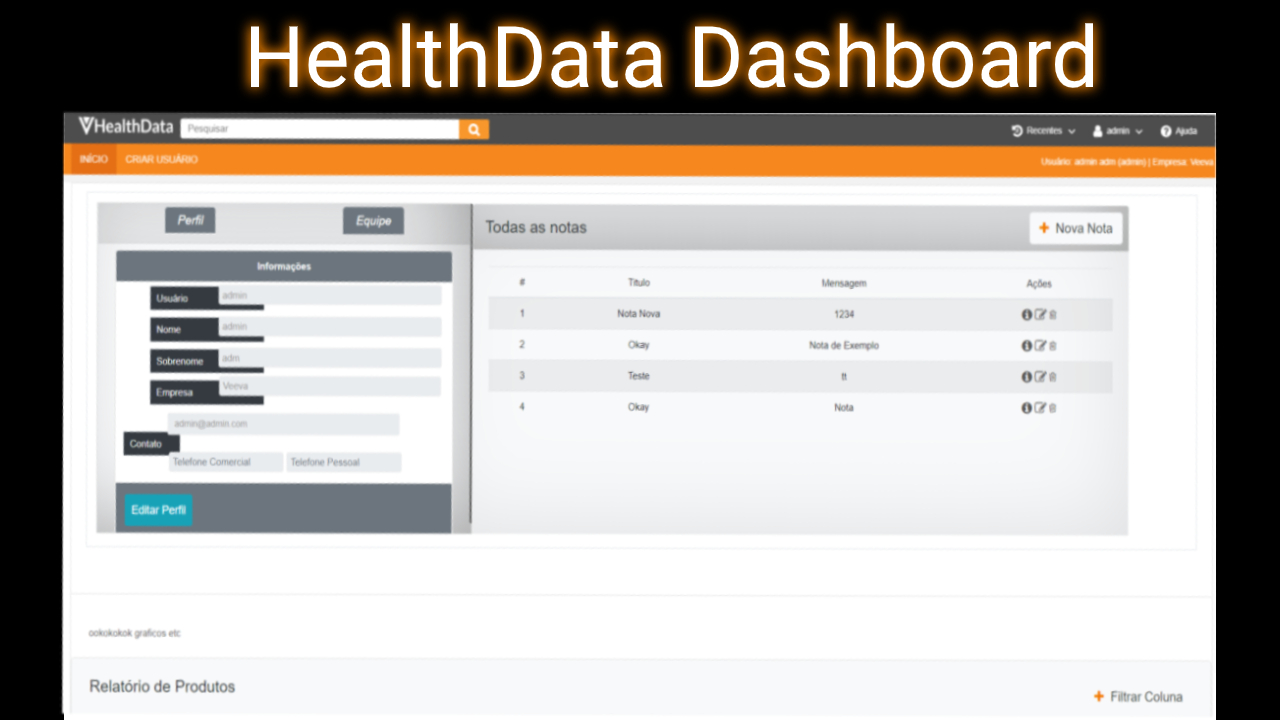 HealthData Dashboard
HealthData Pesquisar Recentes admin Ajuda
INÍCIO CRIAR USUÁRIO Usuário: admin adm (admin) | Empresa: Veeva
Perfil Equipe
Todas as notas + Nova Nota
Informações
Usuário admin
Nome admin
Sobrenome adm
Empresa Veeva
admin@admin.com
Contato
Telefone Comercial Telefone Pessoal
Editar Perfil
# Titulo Mensagem Ações
1 Nota Nova 1234
2 Okay Nota de Exemplo
3 Teste tt
4 Okay Nota
ookokokok graficos etc
Relatório de Produtos + Filtrar Coluna